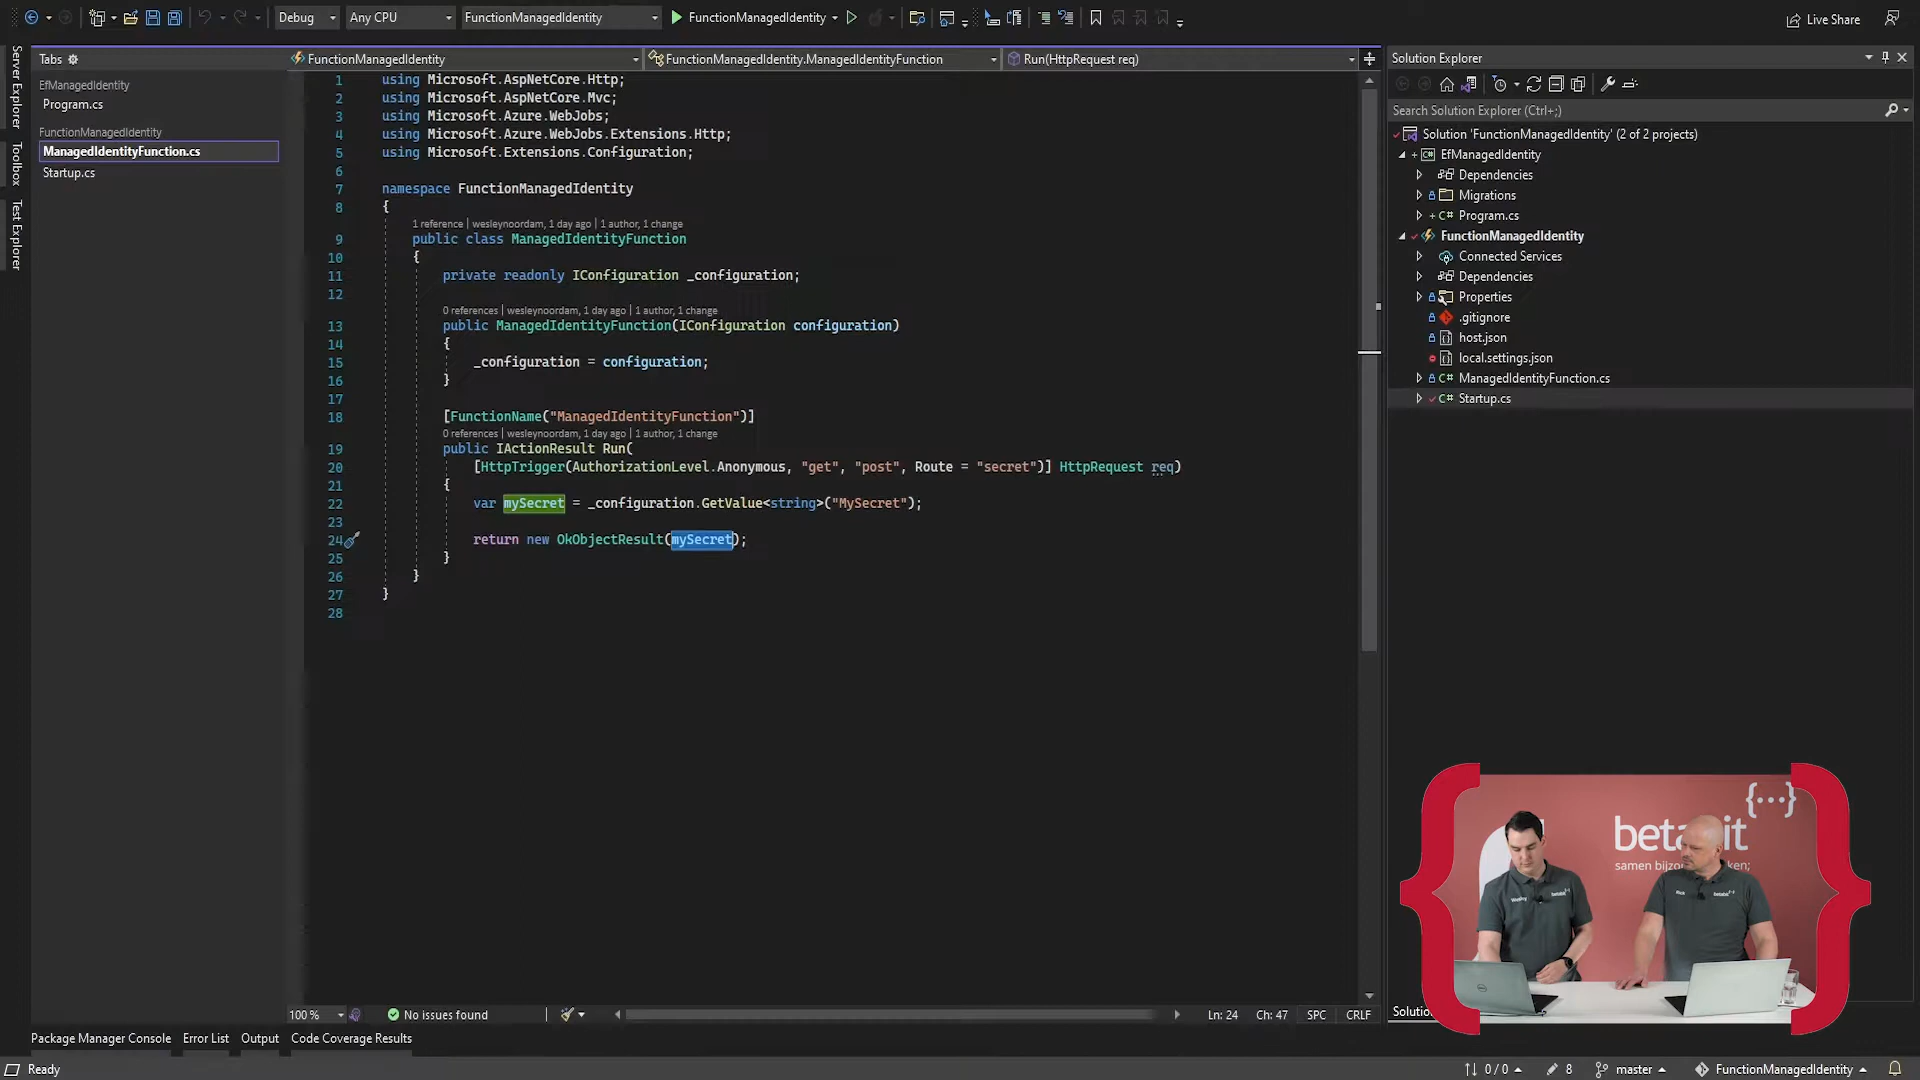 Debug
Any CPU
FunctionManagedIdentity
FunctionManagedIdentity
Live Share
Server Explorer
Toolbox
Test Explorer
Tabs
EfManagedIdentity
Program.cs
FunctionManagedIdentity
ManagedIdentityFunction.cs
Startup.cs
FunctionManagedIdentity
FunctionManagedIdentity.ManagedIdentityFunction
Run(HttpRequest req)
1 using Microsoft.AspNetCore.Http;
2 using Microsoft.AspNetCore.Mvc;
3 using Microsoft.Azure.WebJobs;
4 using Microsoft.Azure.WebJobs.Extensions.Http;
5 using Microsoft.Extensions.Configuration;
6
7 namespace FunctionManagedIdentity
8 {
1 reference | wesleynoordam, 1 day ago | 1 author, 1 change
9 public class ManagedIdentityFunction
10 {
11 private readonly IConfiguration _configuration;
12
0 references | wesleynoordam, 1 day ago | 1 author, 1 change
13 public ManagedIdentityFunction(IConfiguration configuration)
14 {
15 _configuration = configuration;
16 }
17
18 [FunctionName("ManagedIdentityFunction")]
0 references | wesleynoordam, 1 day ago | 1 author, 1 change
19 public IActionResult Run(
20 [HttpTrigger(AuthorizationLevel.Anonymous, "get", "post", Route = "secret")] HttpRequest req)
21 {
22 var mySecret = _configuration.GetValue<string>("MySecret");
23
24 return new OkObjectResult(mySecret);
25 }
26 }
27 }
28
Solution Explorer
Search Solution Explorer (Ctrl+;)
Solution 'FunctionManagedIdentity' (2 of 2 projects)
EfManagedIdentity
Dependencies
Migrations
Program.cs
FunctionManagedIdentity
Connected Services
Dependencies
Properties
.gitignore
host.json
local.settings.json
ManagedIdentityFunction.cs
Startup.cs
{...}
100 %
No issues found
Ln: 24
Ch: 47
SPC
CRLF
Package Manager Console
Error List
Output
Code Coverage Results
Ready
0 / 0
8
master
FunctionManagedIdentity